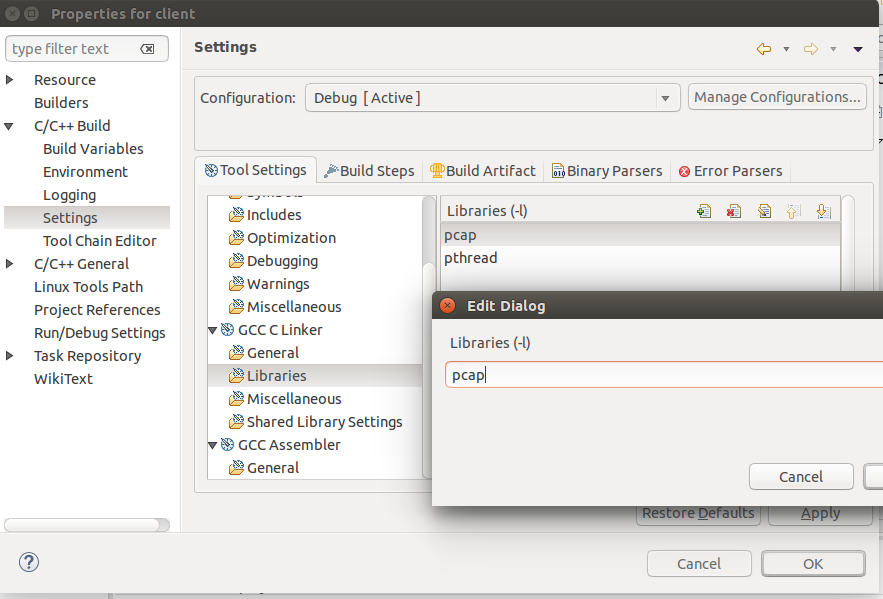 Properties for client
type filter text
Resource
Builders
C/C++ Build
Build Variables
Environment
Logging
Settings
Tool Chain Editor
C/C++ General
Linux Tools Path
Project References
Run/Debug Settings
Task Repository
WikiText
Settings
Configuration:
Debug [ Active ]
Manage Configurations...
Tool Settings
Build Steps
Build Artifact
Binary Parsers
Error Parsers
Symbols
Includes
Optimization
Debugging
Warnings
Miscellaneous
GCC C Linker
General
Libraries
Miscellaneous
Shared Library Settings
GCC Assembler
General
Libraries (-l)
pcap
pthread
Edit Dialog
Libraries (-l)
pcap
Cancel
Restore Defaults
Apply
?
Cancel
OK